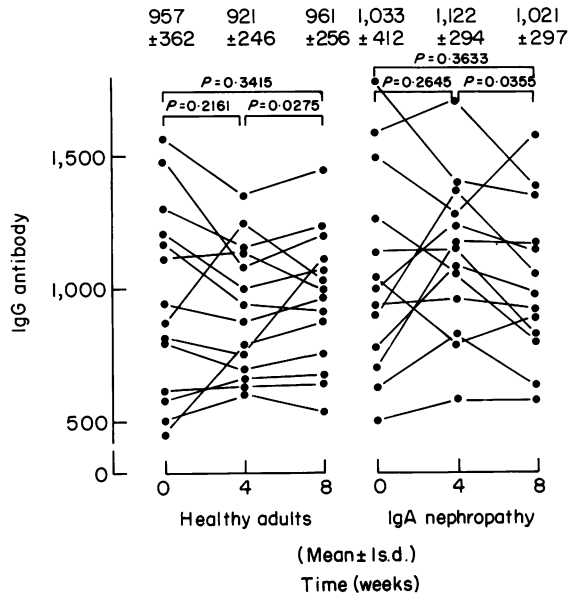 957 921 961 1,033 1,122 1,021
±362 ±246 ±256 ±412 ±294 ±297
P=0·3633
P=0·3415
P=0·2645 P=0·0355
P=0·2161 P=0·0275
1,500
1,000
500
0
IgG antibody
0 4 8 0 4 8
Healthy adults IgA nephropathy
(Mean±1s.d.)
Time (weeks)